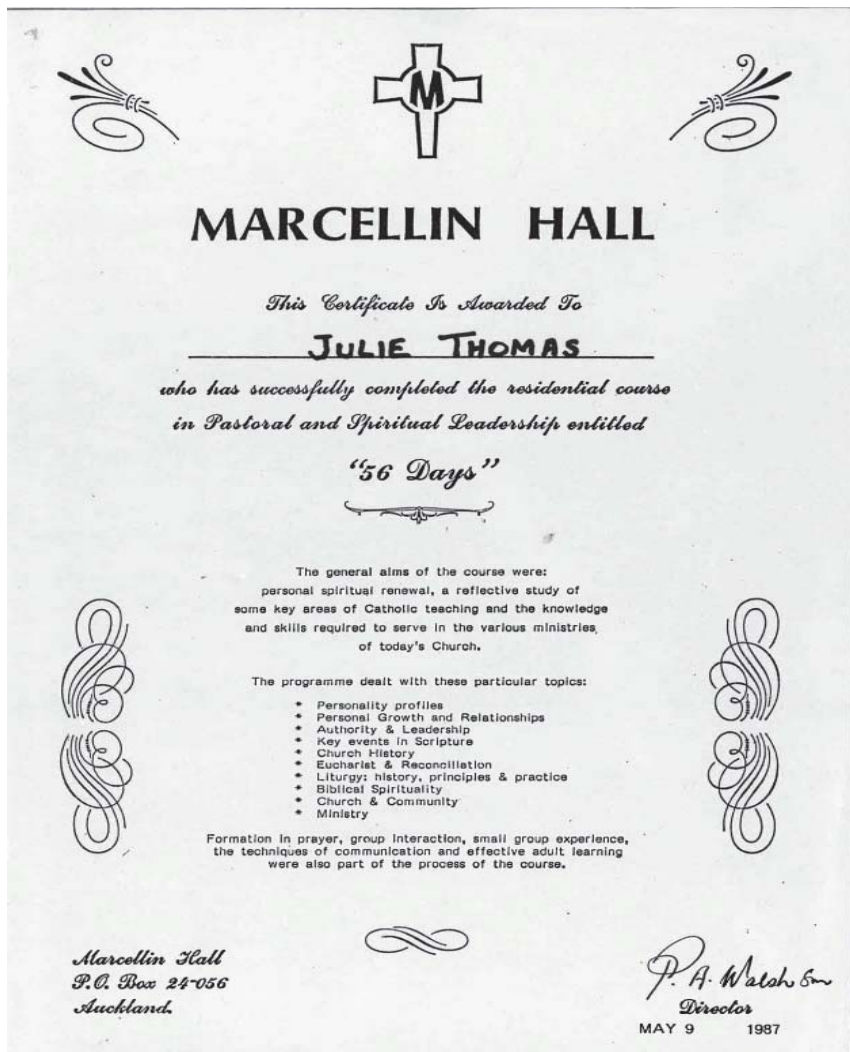 M
MARCELLIN HALL
This Certificate Is Awarded To
JULIE THOMAS
who has successfully completed the residential course
in Pastoral and Spiritual Leadership entitled
“56 Days”
The general aims of the course were:
personal spiritual renewal, a reflective study of
some key areas of Catholic teaching and the knowledge
and skills required to serve in the various ministries
of today's Church.
The programme dealt with these particular topics:
* Personality profiles
* Personal Growth and Relationships
* Authority & Leadership
* Key events in Scripture
* Church History
* Eucharist & Reconciliation
* Liturgy: history, principles & practice
* Biblical Spirituality
* Church & Community
* Ministry
Formation in prayer, group interaction, small group experience,
the techniques of communication and effective adult learning
were also part of the process of the course.
Marcellin Hall
P.O. Box 24-056
Auckland.
P. A. Walsh sm
Director
MAY 9 1987